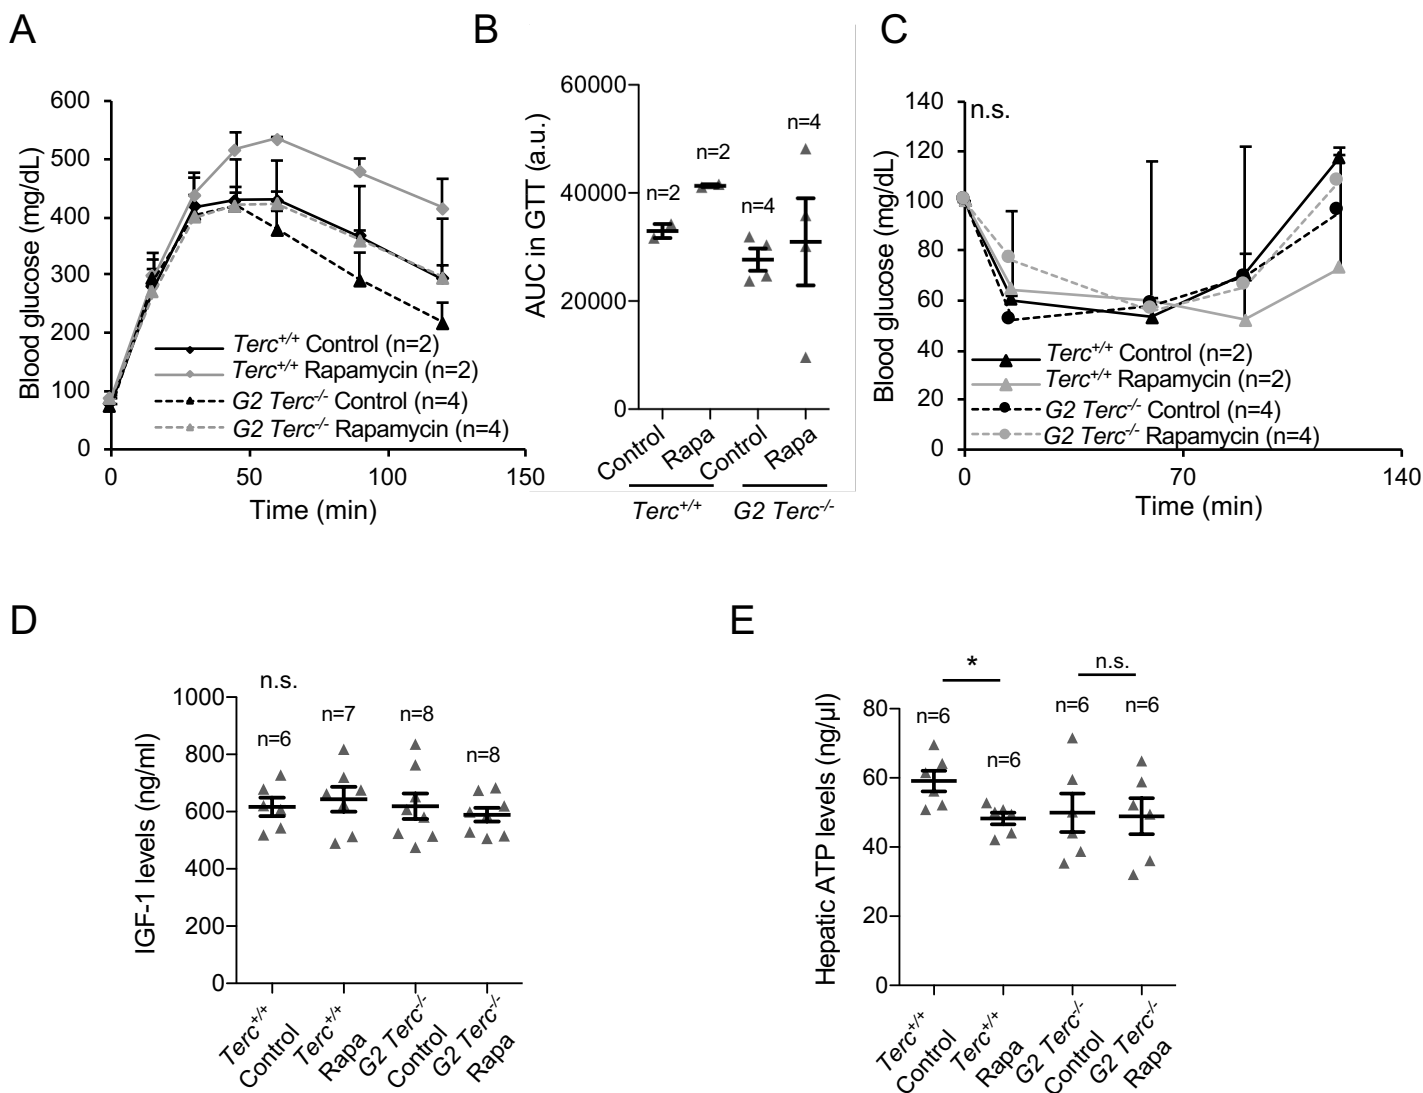 A
B
C
Blood glucose (mg/dL)
600
500
400
300
200
100
0
0
50
100
150
Time (min)
Terc+/+ Control (n=2)
Terc+/+ Rapamycin (n=2)
G2 Terc-/- Control (n=4)
G2 Terc-/- Rapamycin (n=4)
AUC in GTT (a.u.)
60000
40000
20000
0
n=2
n=2
n=4
n=4
Control
Rapa
Control
Rapa
Terc+/+
G2 Terc-/-
Blood glucose (mg/dL)
140
120
100
80
60
40
20
0
n.s.
0
70
140
Time (min)
Terc+/+ Control (n=2)
Terc+/+ Rapamycin (n=2)
G2 Terc-/- Control (n=4)
G2 Terc-/- Rapamycin (n=4)
D
E
IGF-1 levels (ng/ml)
1000
800
600
400
200
0
n.s.
n=6
n=7
n=8
n=8
Terc+/+
Control
Terc+/+
Rapa
G2 Terc-/-
Control
G2 Terc-/-
Rapa
Hepatic ATP levels (ng/µl)
80
60
40
20
0
*
n.s.
n=6
n=6
n=6
n=6
Terc+/+
Control
Terc+/+
Rapa
G2 Terc-/-
Control
G2 Terc-/-
Rapa